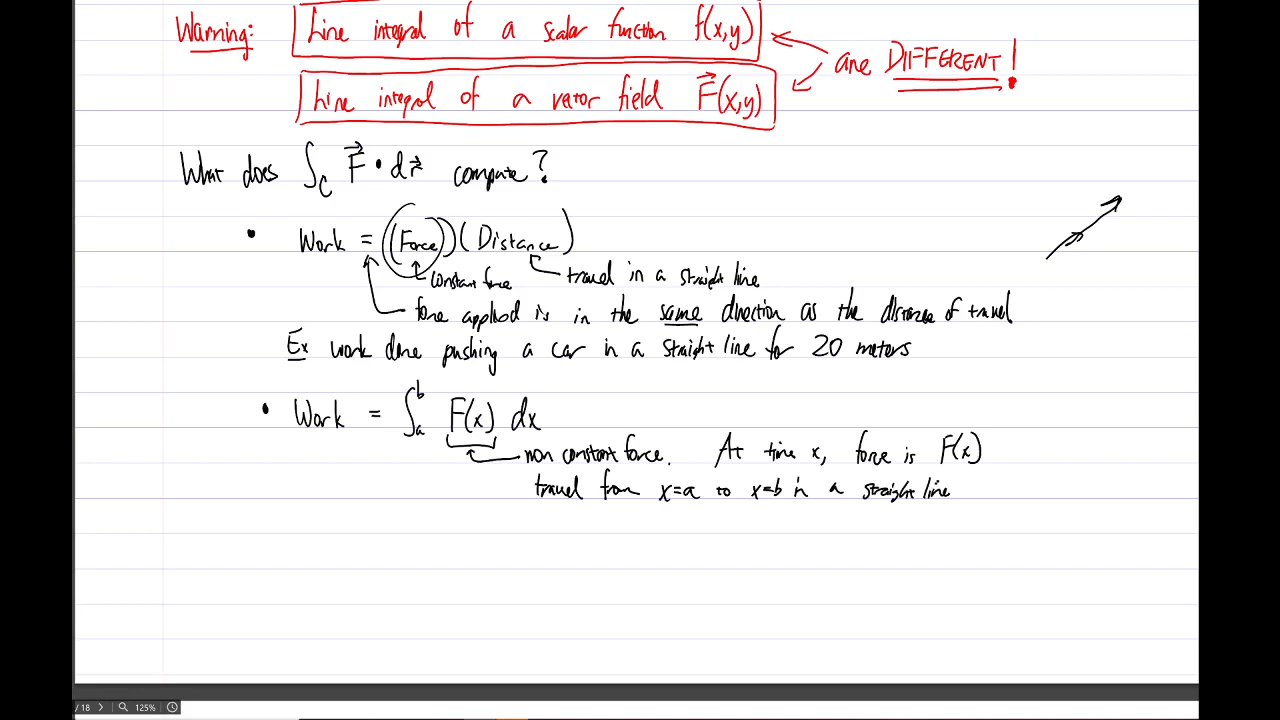 Warning: Line integral of a scalar function f(x,y)
are DIFFERENT!
Line integral of a vector field F⃗(x,y)
What does ∫_C F⃗ • dr⃗ compute?
• Work = (Force)(Distance)
constant force travel in a straight line
force applied is in the same direction as the distance of travel
Ex work done pushing a car in a straight line for 20 meters
• Work = ∫_a^b F(x) dx
non constant force. At time x, force is F(x)
travel from x=a to x=b in a straight line
/ 18 > 125%